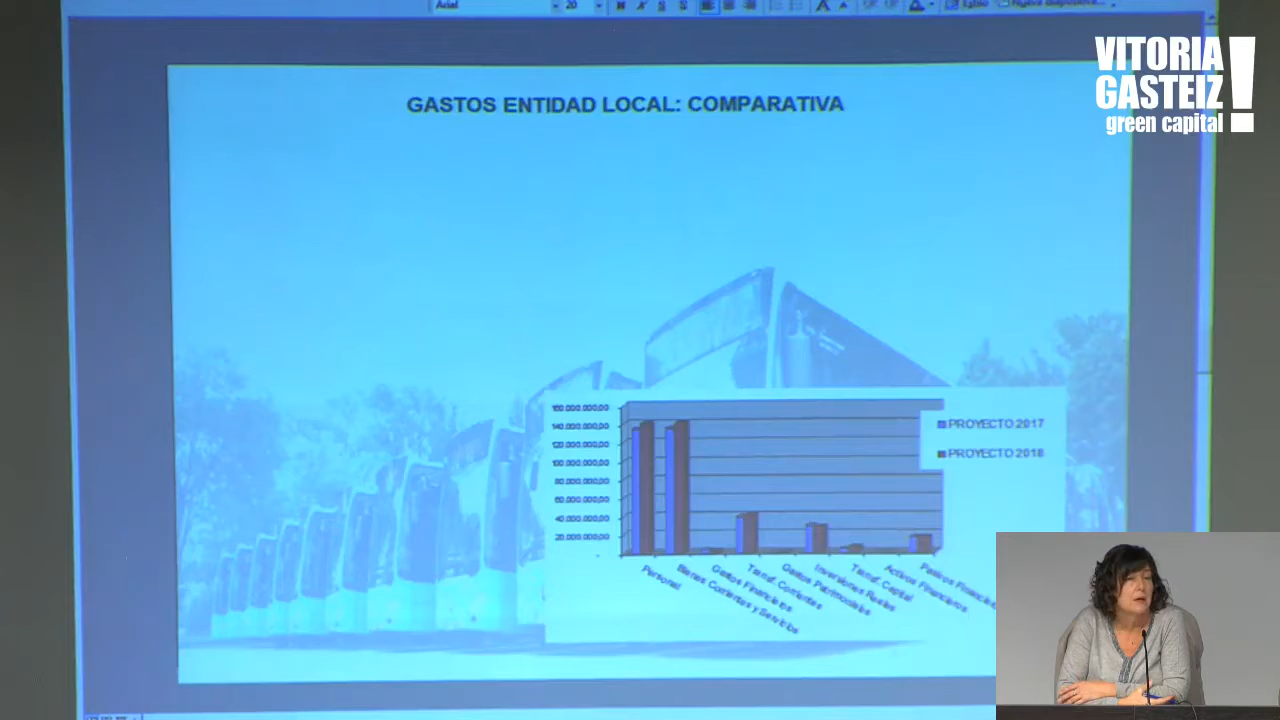 Arial 20
VITORIA
GASTEIZ
green capital !
GASTOS ENTIDAD LOCAL: COMPARATIVA
160.000.000,00
140.000.000,00
120.000.000,00
100.000.000,00
80.000.000,00
60.000.000,00
40.000.000,00
20.000.000,00
-
PROYECTO 2017
PROYECTO 2018
Personal
Bienes Corrientes y Servicios
Gastos Financieros
Transf. Corrientes
Gastos Patrimoniales
Inversiones Reales
Transf. Capital
Activos Financieros
Pasivos Financie